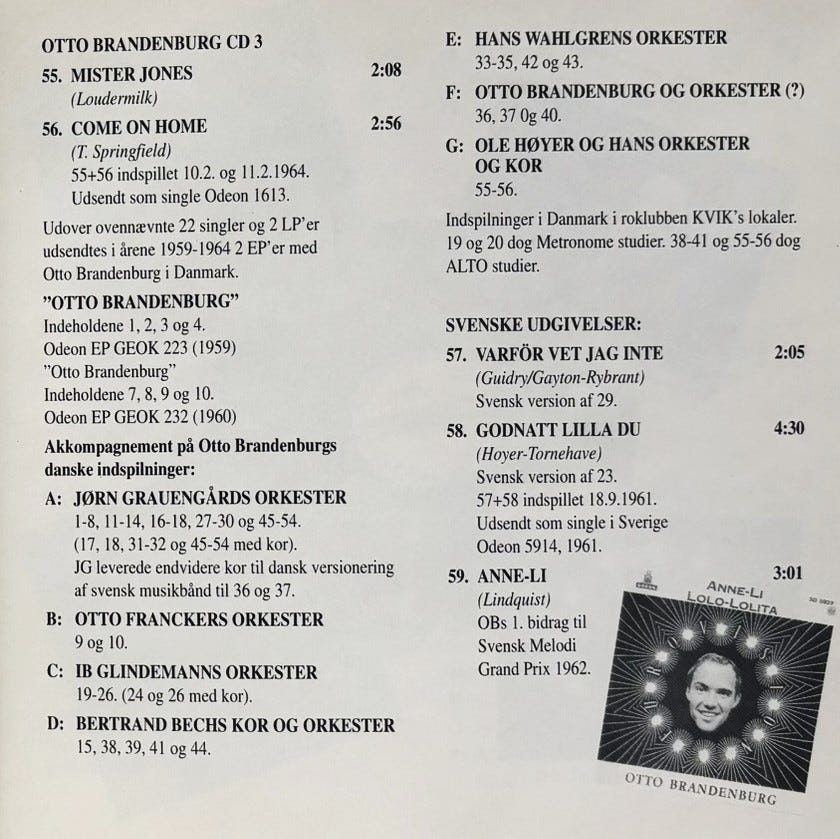 OTTO BRANDENBURG CD 3
55. MISTER JONES 2:08
(Loudermilk)
56. COME ON HOME 2:56
(T. Springfield)
55+56 indspillet 10.2. og 11.2.1964.
Udsendt som single Odeon 1613.
Udover ovennævnte 22 singler og 2 LP'er
udsendtes i årene 1959-1964 2 EP'er med
Otto Brandenburg i Danmark.
"OTTO BRANDENBURG"
Indeholdene 1, 2, 3 og 4.
Odeon EP GEOK 223 (1959)
"Otto Brandenburg"
Indeholdene 7, 8, 9 og 10.
Odeon EP GEOK 232 (1960)
Akkompagnement på Otto Brandenburgs
danske indspilninger:
A: JØRN GRAUENGÅRDS ORKESTER
1-8, 11-14, 16-18, 27-30 og 45-54.
(17, 18, 31-32 og 45-54 med kor).
JG leverede endvidere kor til dansk versionering
af svensk musikbånd til 36 og 37.
B: OTTO FRANCKERS ORKESTER
9 og 10.
C: IB GLINDEMANNS ORKESTER
19-26. (24 og 26 med kor).
D: BERTRAND BECHS KOR OG ORKESTER
15, 38, 39, 41 og 44.
E: HANS WAHLGRENS ORKESTER
33-35, 42 og 43.
F: OTTO BRANDENBURG OG ORKESTER (?)
36, 37 0g 40.
G: OLE HØYER OG HANS ORKESTER
OG KOR
55-56.
Indspilninger i Danmark i roklubben KVIK's lokaler.
19 og 20 dog Metronome studier. 38-41 og 55-56 dog
ALTO studier.
SVENSKE UDGIVELSER:
57. VARFÖR VET JAG INTE 2:05
(Guidry/Gayton-Rybrant)
Svensk version af 29.
58. GODNATT LILLA DU 4:30
(Hoyer-Tornehave)
Svensk version af 23.
57+58 indspillet 18.9.1961.
Udsendt som single i Sverige
Odeon 5914, 1961.
59. ANNE-LI 3:01
(Lindquist)
OBs 1. bidrag til
Svensk Melodi
Grand Prix 1962.
ANNE-LI
LOLO-LOLITA
EUROVISION
OTTO BRANDENBURG